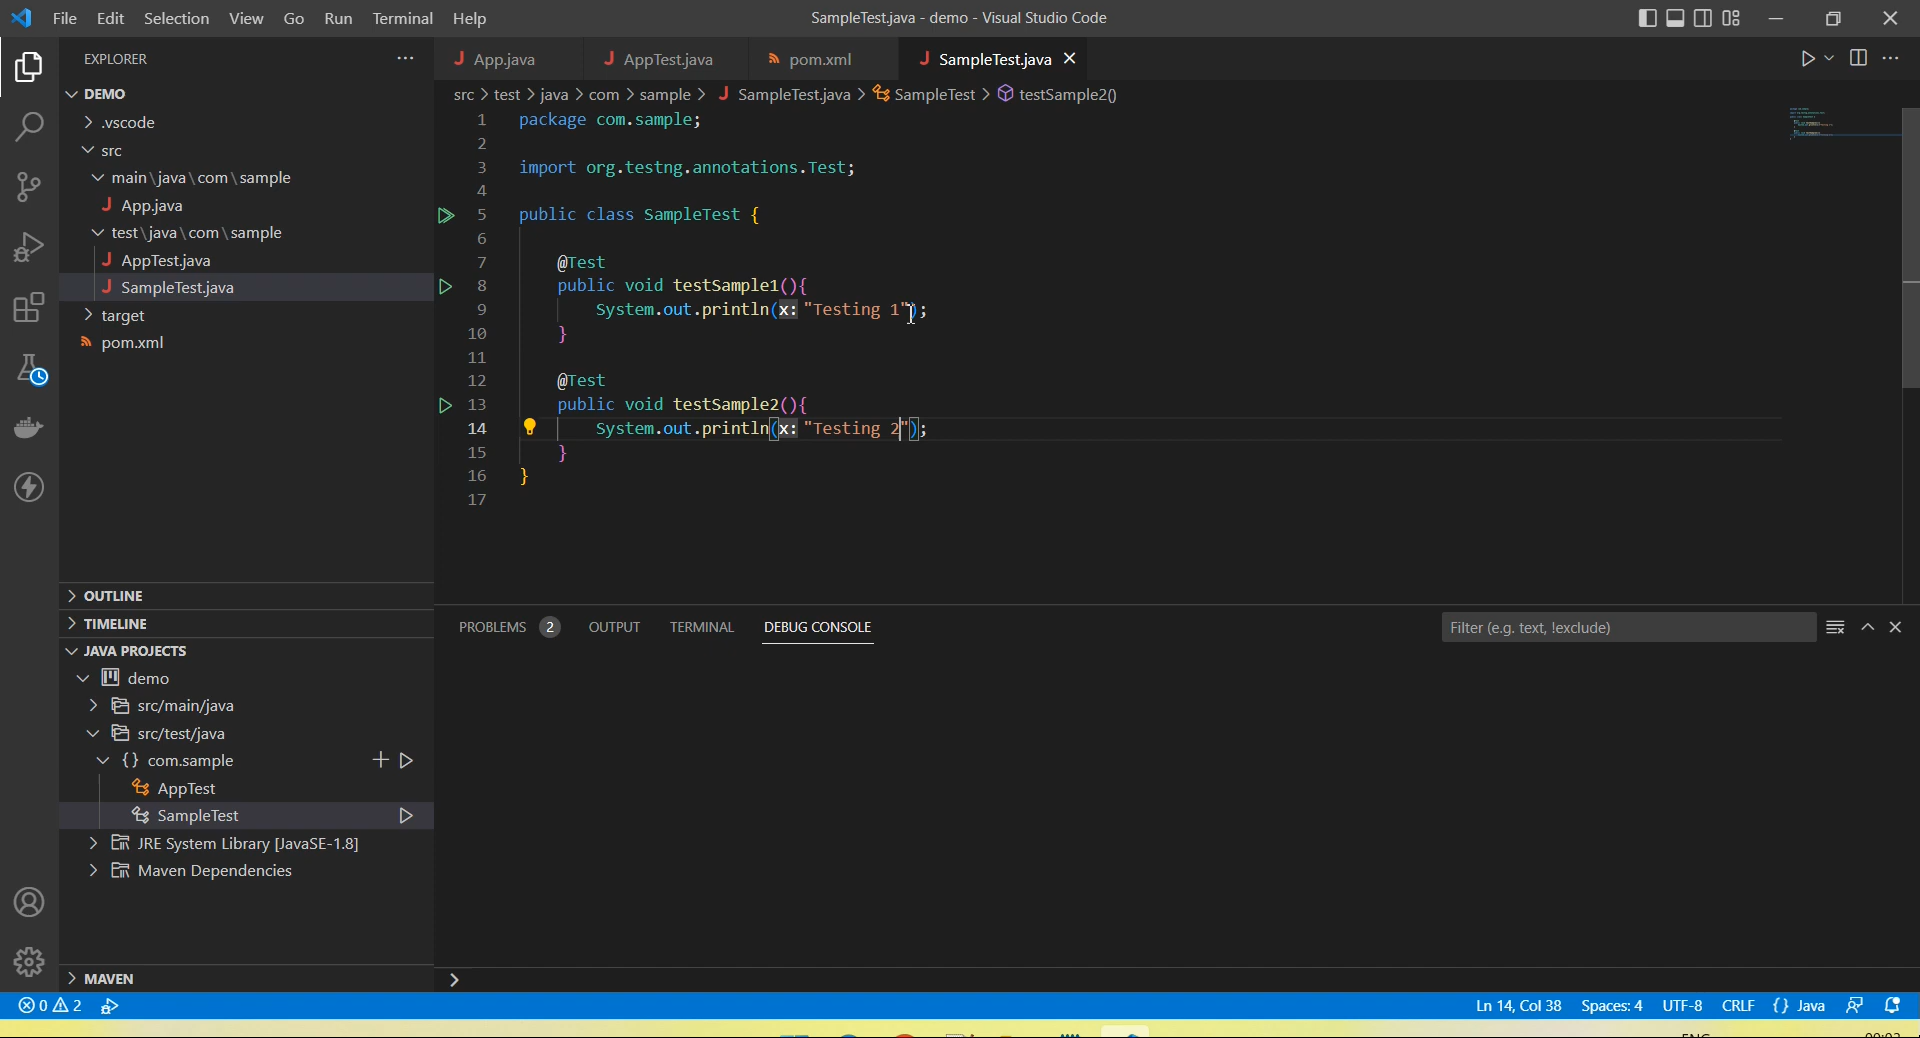 File Edit Selection View Go Run Terminal Help
SampleTest.java - demo - Visual Studio Code
EXPLORER
DEMO
.vscode
src
main\java\com\sample
J App.java
test\java\com\sample
J AppTest.java
J SampleTest.java
target
pom.xml
OUTLINE
TIMELINE
JAVA PROJECTS
demo
src/main/java
src/test/java
{} com.sample
AppTest
SampleTest
JRE System Library [JavaSE-1.8]
Maven Dependencies
MAVEN
J App.java J AppTest.java pom.xml J SampleTest.java
src > test > java > com > sample > J SampleTest.java > SampleTest > testSample2()
1 package com.sample;
2
3 import org.testng.annotations.Test;
4
5 public class SampleTest {
6
7 @Test
8 public void testSample1(){
9 System.out.println(x: "Testing 1");
10 }
11
12 @Test
13 public void testSample2(){
14 System.out.println(x: "Testing 2");
15 }
16 }
17
PROBLEMS 2 OUTPUT TERMINAL DEBUG CONSOLE
Filter (e.g. text, !exclude)
0 2
Ln 14, Col 38 Spaces: 4 UTF-8 CRLF {} Java